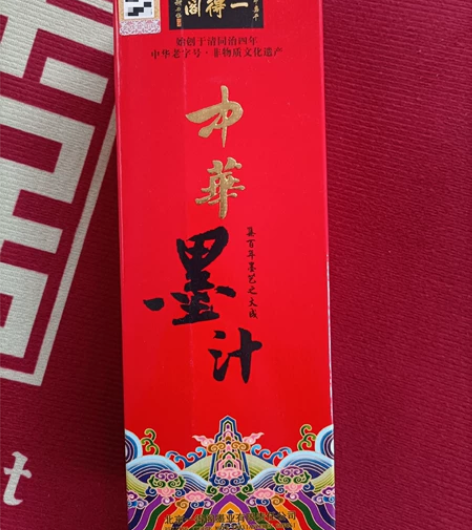 一得阁
始创于清同治四年
中华老字号·非物质文化遗产
中華
墨汁
集百年墨艺之大成
t